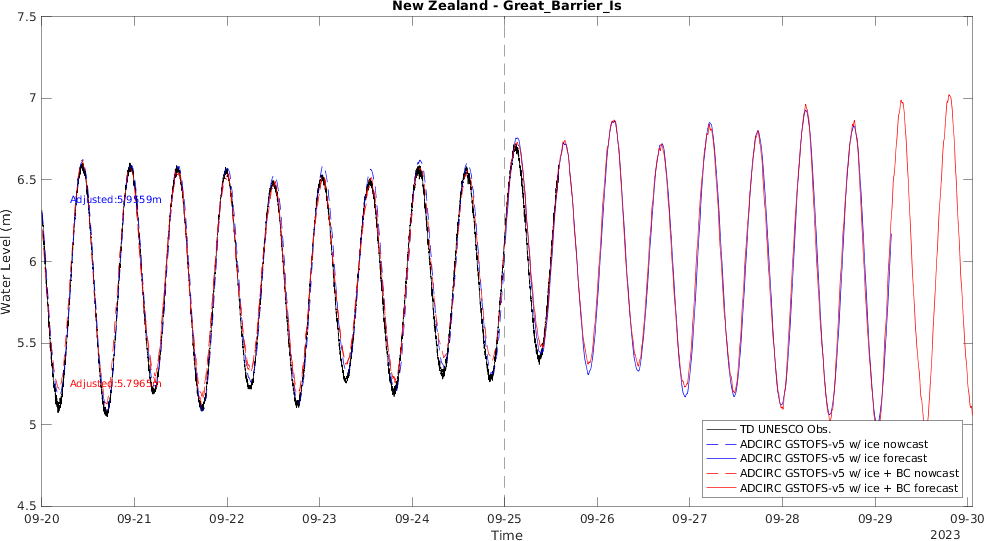 New Zealand - Great_Barrier_Is
7.5
7
6.5
6
5.5
5
4.5
Water Level (m)
Adjusted:5.9559m
Adjusted:5.7965m
TD UNESCO Obs.
ADCIRC GSTOFS-v5 w/ ice nowcast
ADCIRC GSTOFS-v5 w/ ice forecast
ADCIRC GSTOFS-v5 w/ ice + BC nowcast
ADCIRC GSTOFS-v5 w/ ice + BC forecast
09-20 09-21 09-22 09-23 09-24 09-25 09-26 09-27 09-28 09-29 09-30
Time
2023